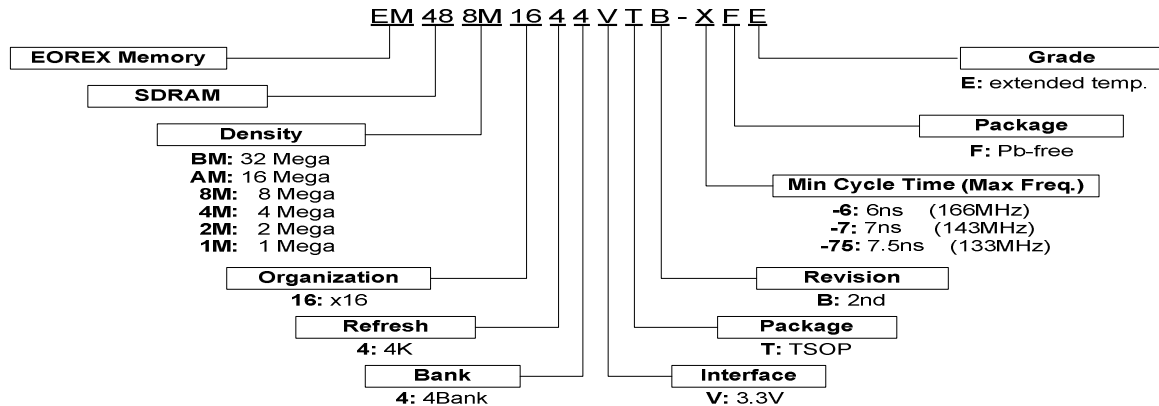 EM 48 8M 16 4 4 V T B - X F E
EOREX Memory
SDRAM
Density
BM: 32 Mega
AM: 16 Mega
8M: 8 Mega
4M: 4 Mega
2M: 2 Mega
1M: 1 Mega
Organization
16: x16
Refresh
4: 4K
Bank
4: 4Bank
Grade
E: extended temp.
Package
F: Pb-free
Min Cycle Time (Max Freq.)
-6: 6ns (166MHz)
-7: 7ns (143MHz)
-75: 7.5ns (133MHz)
Revision
B: 2nd
Package
T: TSOP
Interface
V: 3.3V